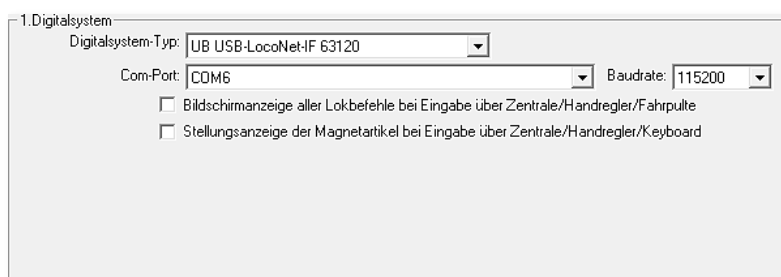 1.Digitalsystem
Digitalsystem-Typ: UB USB-LocoNet-IF 63120
Com-Port: COM6 Baudrate: 115200
Bildschirmanzeige aller Lokbefehle bei Eingabe über Zentrale/Handregler/Fahrpulte
Stellungsanzeige der Magnetartikel bei Eingabe über Zentrale/Handregler/Keyboard